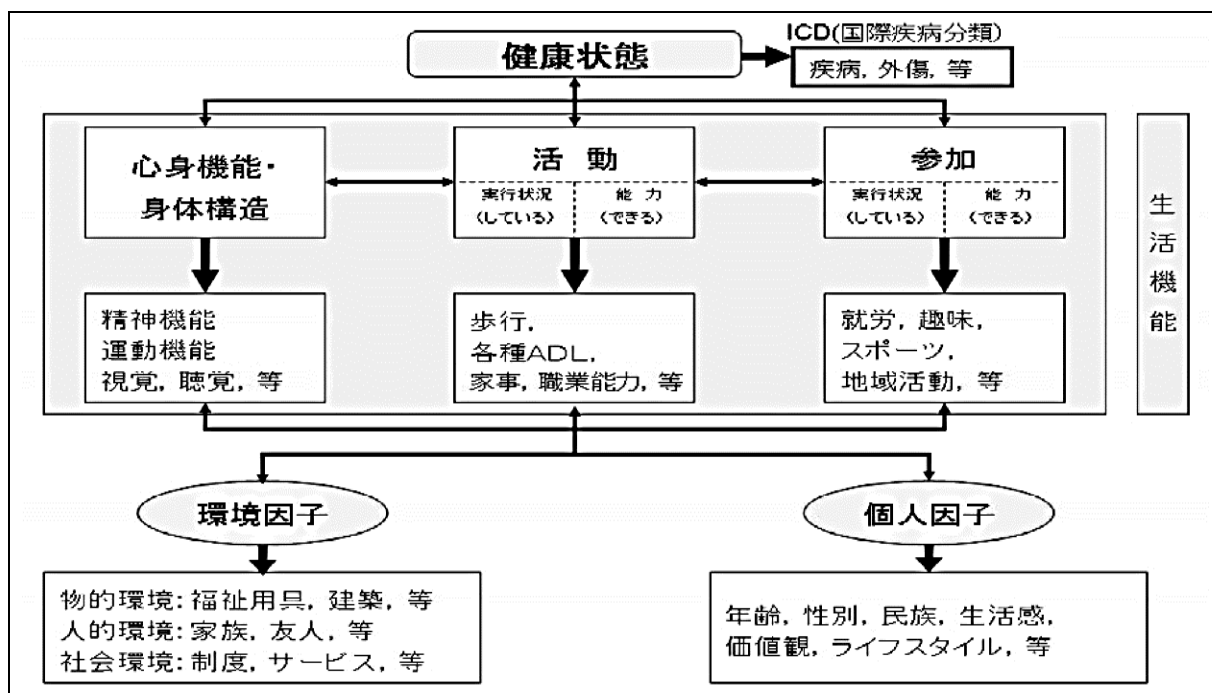 ICD(国際疾病分類)
健康状態
疾病, 外傷, 等
心身機能・
身体構造
活動
実行状況
(している)
能力
(できる)
参加
実行状況
(している)
能力
(できる)
生活機能
精神機能
運動機能
視覚, 聴覚, 等
歩行,
各種ADL,
家事, 職業能力, 等
就労, 趣味,
スポーツ,
地域活動, 等
環境因子
個人因子
物的環境: 福祉用具, 建築, 等
人的環境: 家族, 友人, 等
社会環境: 制度, サービス, 等
年齢, 性別, 民族, 生活感,
価値観, ライフスタイル, 等